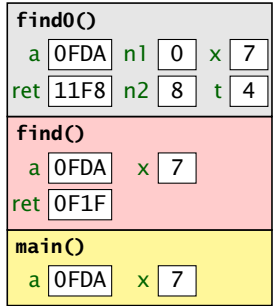 find0()
a 0FDA n1 0 x 7
ret 11F8 n2 8 t 4
find()
a 0FDA x 7
ret 0F1F
main()
a 0FDA x 7